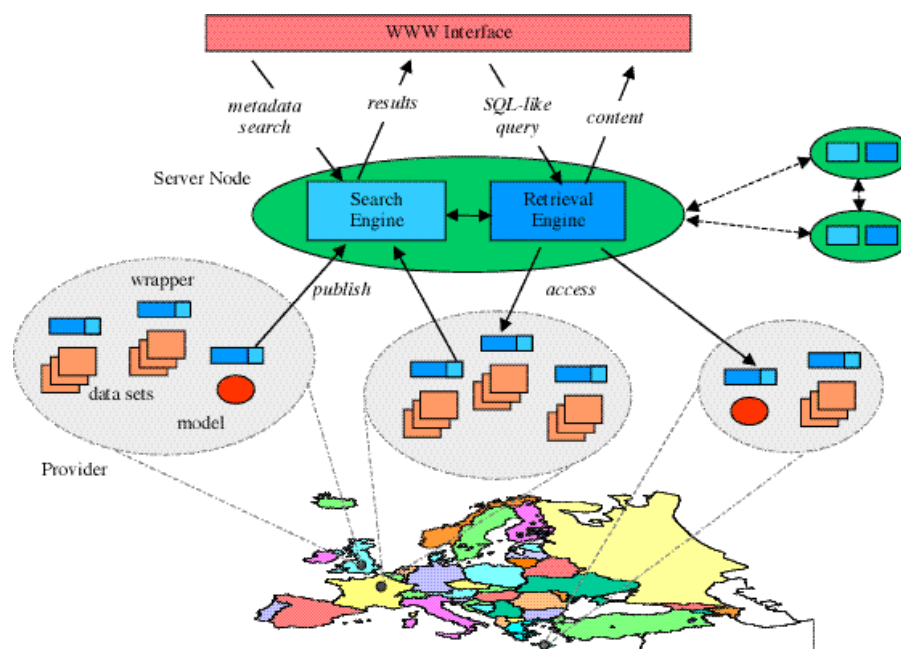 WWW Interface
metadata
search
results
SQL-like
query
content
Server Node
Search
Engine
Retrieval
Engine
wrapper
publish
access
data sets
model
Provider